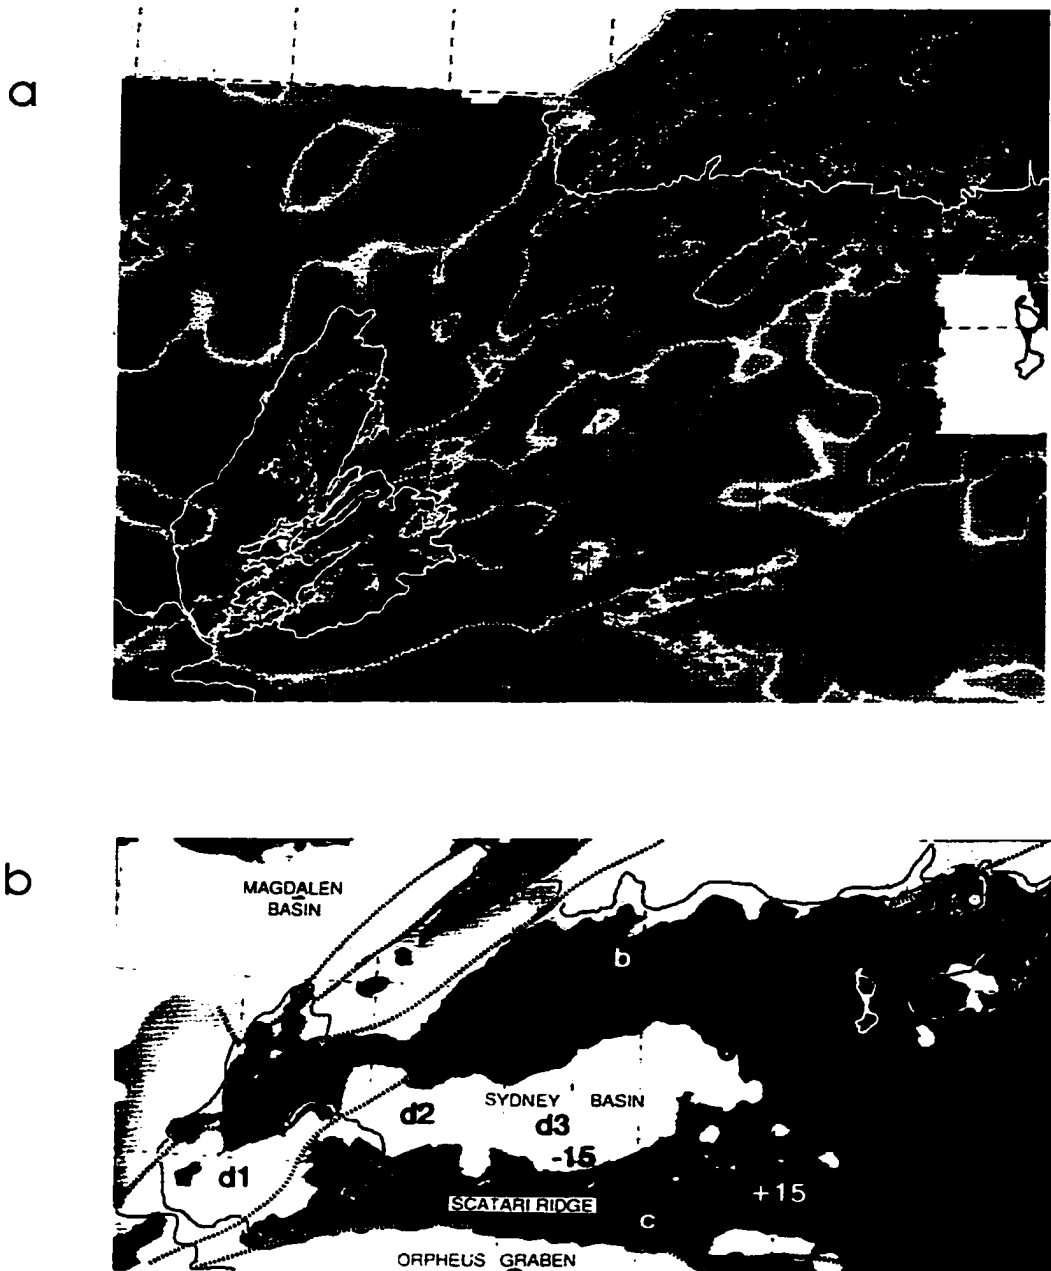 a
b
MAGDALEN
BASIN
b
SYDNEY BASIN
d2
d3
-15
d1
+15
SCATARI RIDGE
c
ORPHEUS GRABEN